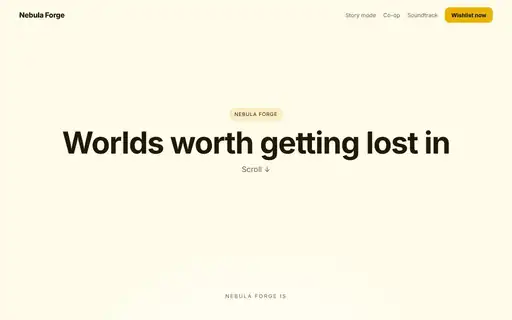 Nebula Forge
Story mode Co-op Soundtrack Wishlist now
NEBULA FORGE
Worlds worth getting lost in
Scroll ↓
NEBULA FORGE IS